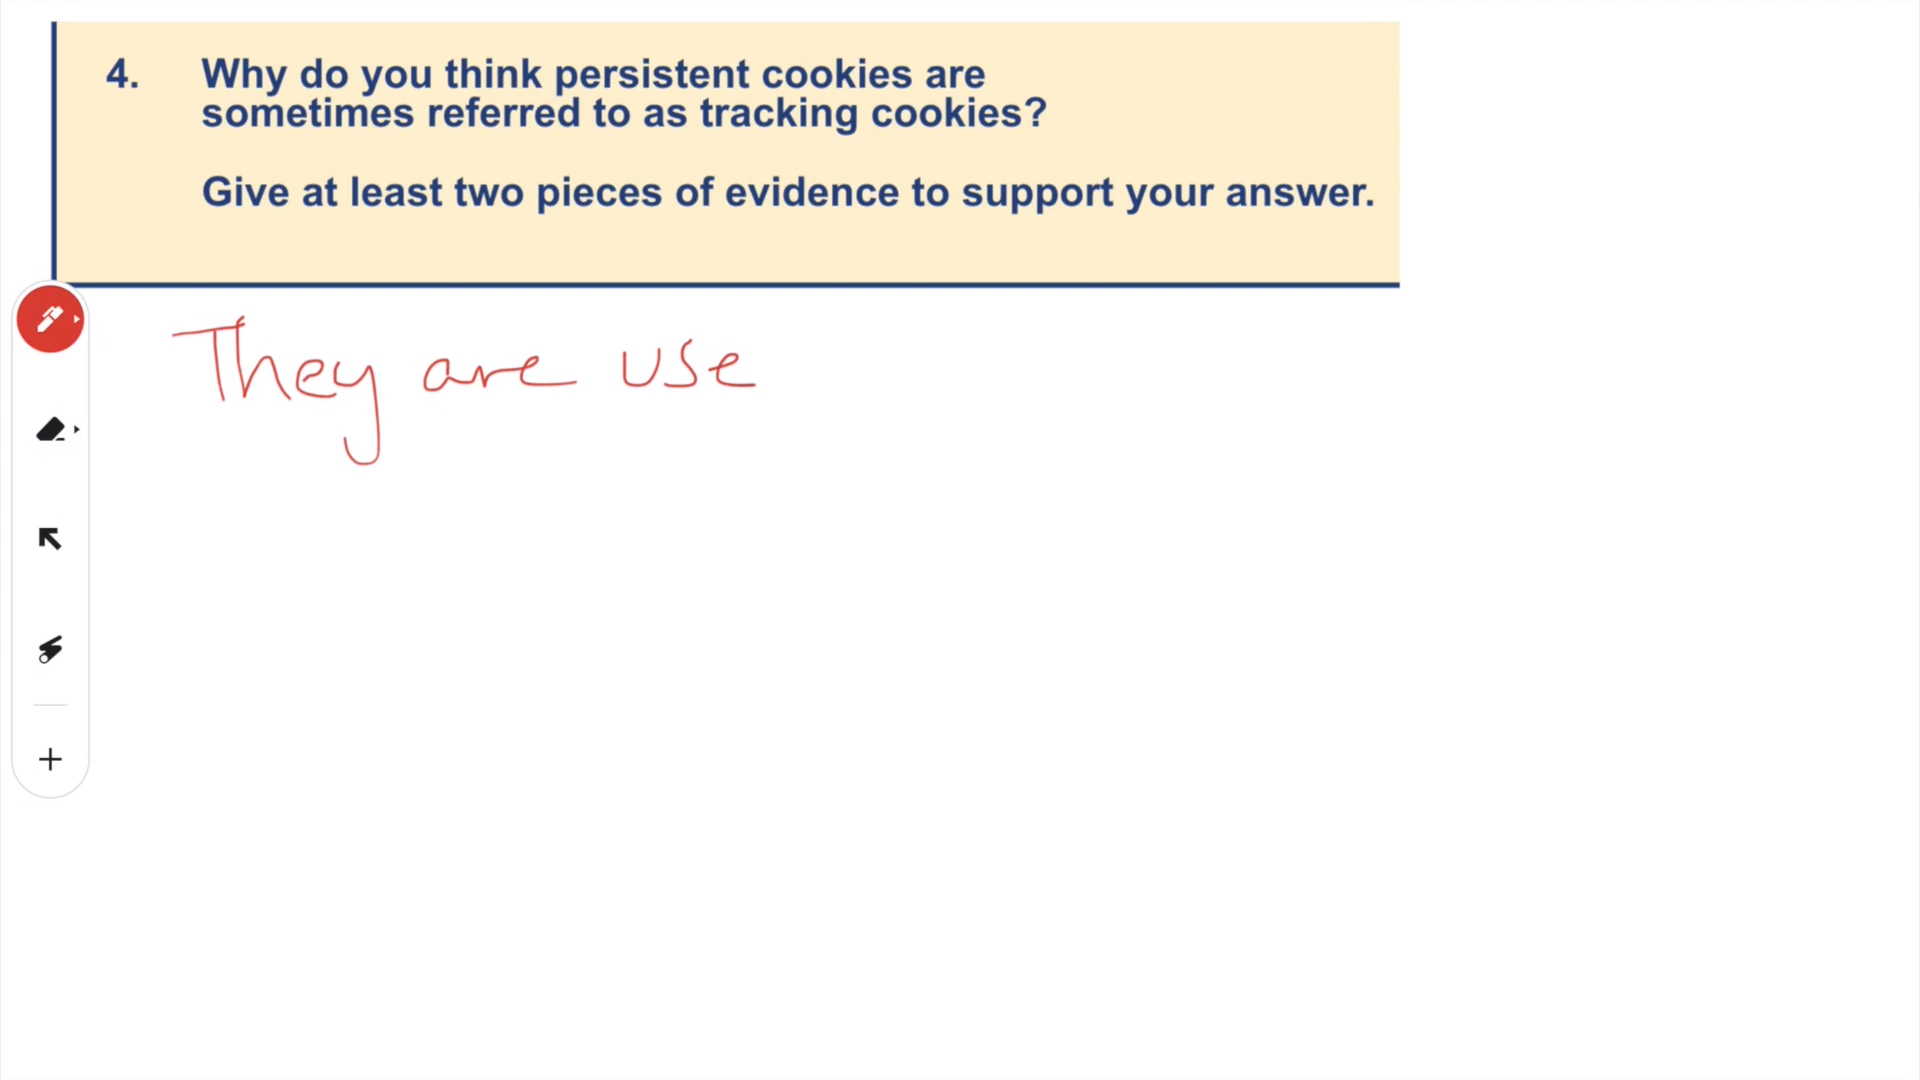 4. Why do you think persistent cookies are
sometimes referred to as tracking cookies?
Give at least two pieces of evidence to support your answer.
They are use